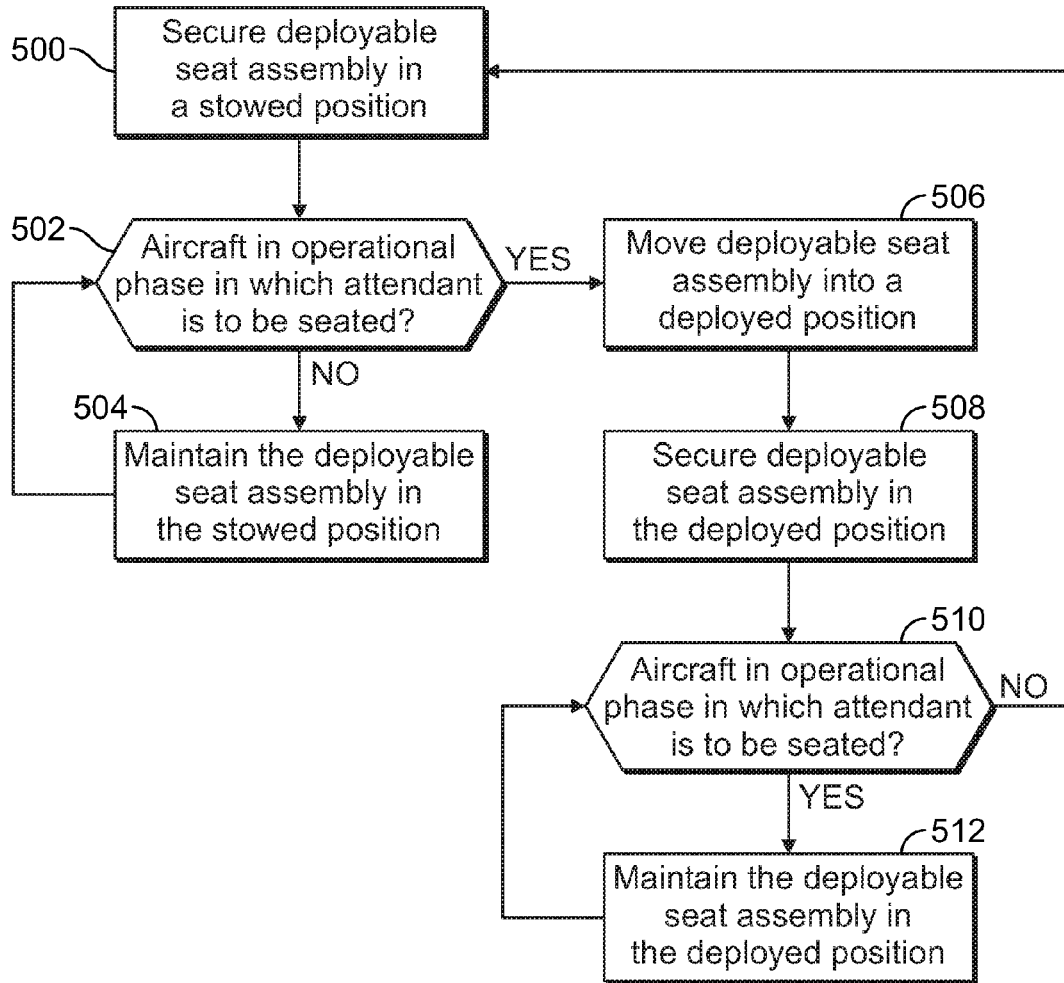 500
Secure deployable
seat assembly in
a stowed position
502
Aircraft in operational
phase in which attendant
is to be seated?
YES
NO
504
Maintain the deployable
seat assembly in
the stowed position
506
Move deployable seat
assembly into a
deployed position
508
Secure deployable
seat assembly in
the deployed position
510
Aircraft in operational
phase in which attendant
is to be seated?
NO
YES
512
Maintain the deployable
seat assembly in
the deployed position